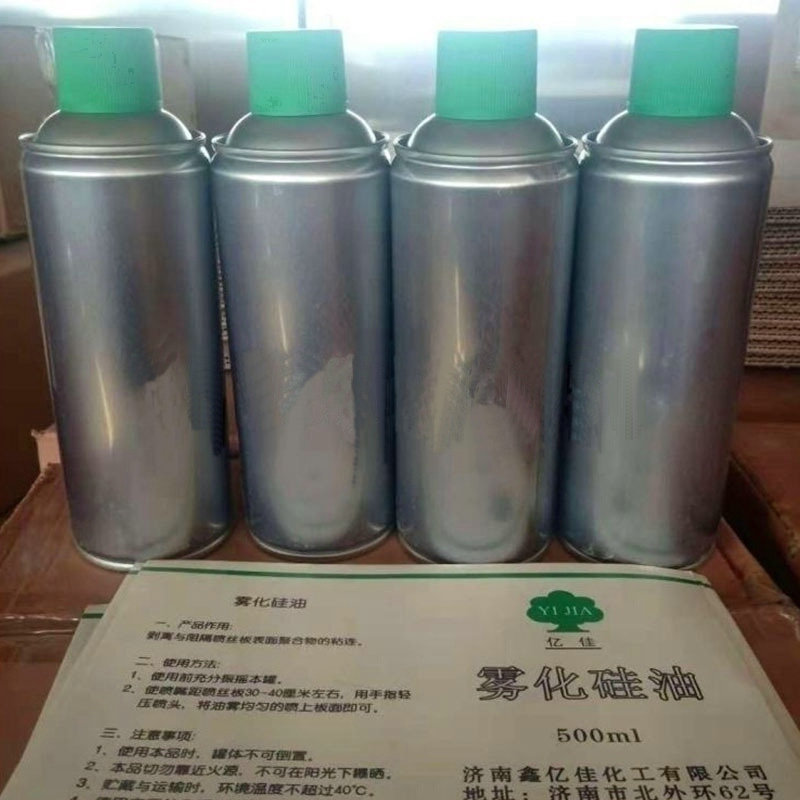 雾化硅油
一、产品作用:
剥离与阻隔喷丝板表面聚合物的粘连。
二、使用方法:
1、使用前充分振摇本罐。
2、使喷嘴距喷丝板30-40厘米左右，用手指轻
压喷头，将油雾均匀的喷上板面即可。
三、注意事项:
1、使用本品时，罐体不可倒置。
2、本品切勿靠近火源，不可在阳光下曝晒。
3、贮藏与运输时，环境温度不超过40℃。
YI JIA
亿佳
雾化硅油
500ml
济南鑫亿佳化工有限公司
地址: 济南市北外环62号